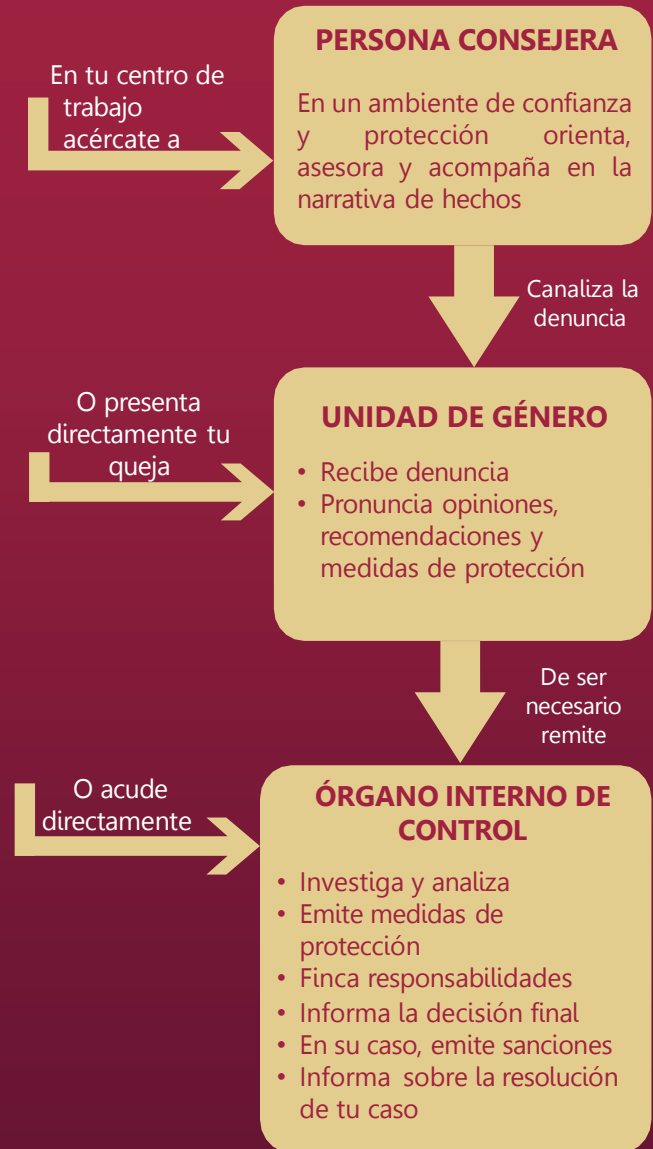 En tu centro de
trabajo
acércate a
PERSONA CONSEJERA
En un ambiente de confianza
y protección orienta,
asesora y acompaña en la
narrativa de hechos
Canaliza la
denuncia
O presenta
directamente tu
queja
UNIDAD DE GÉNERO
• Recibe denuncia
• Pronuncia opiniones,
recomendaciones y
medidas de protección
De ser
necesario
remite
O acude
directamente
ÓRGANO INTERNO DE
CONTROL
• Investiga y analiza
• Emite medidas de
protección
• Finca responsabilidades
• Informa la decisión final
• En su caso, emite sanciones
• Informa sobre la resolución
de tu caso